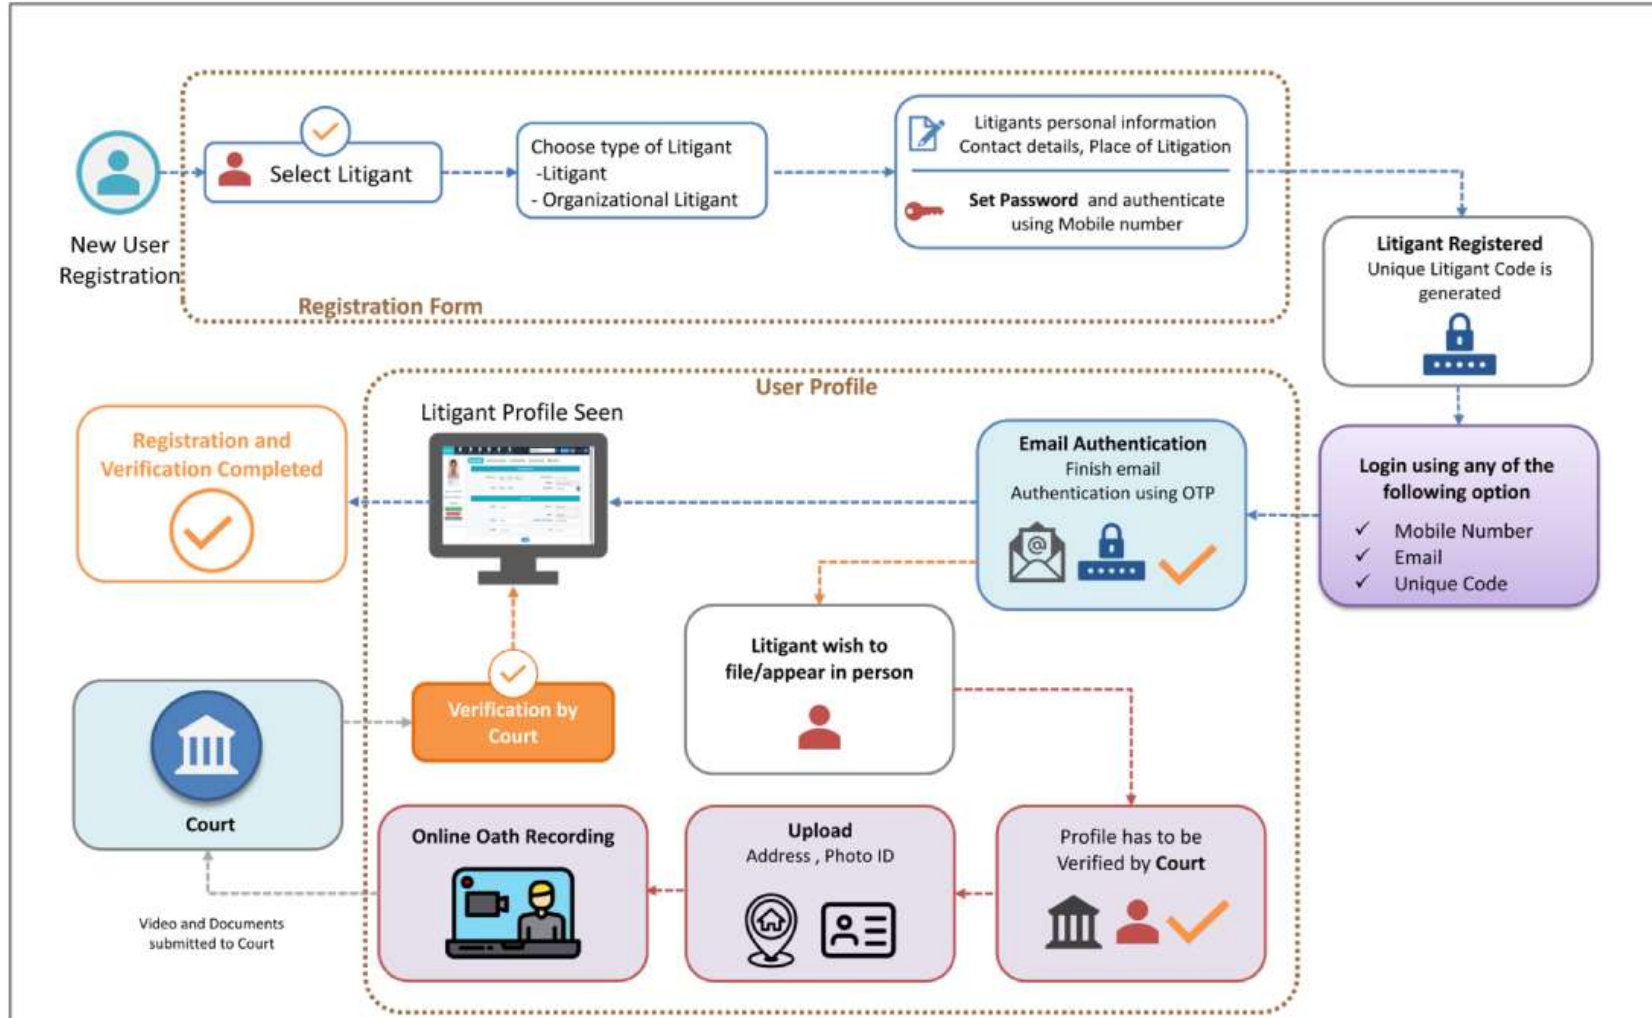 New User
Registration
Select Litigant
Choose type of Litigant
-Litigant
- Organizational Litigant
Litigants personal information
Contact details, Place of Litigation
Set Password and authenticate
using Mobile number
Registration Form
Litigant Registered
Unique Litigant Code is
generated
Login using any of the
following option
✓ Mobile Number
✓ Email
✓ Unique Code
User Profile
Email Authentication
Finish email
Authentication using OTP
Litigant Profile Seen
Registration and
Verification Completed
Litigant wish to
file/appear in person
Profile has to be
Verified by Court
Upload
Address , Photo ID
Online Oath Recording
Video and Documents
submitted to Court
Court
Verification by
Court